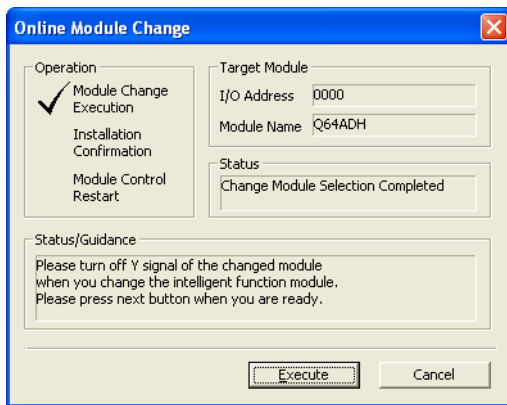 Online Module Change
Operation
Module Change
Execution
Installation
Confirmation
Module Control
Restart
Target Module
I/O Address 0000
Module Name Q64ADH
Status
Change Module Selection Completed
Status/Guidance
Please turn off Y signal of the changed module
when you change the intelligent function module.
Please press next button when you are ready.
Execute
Cancel